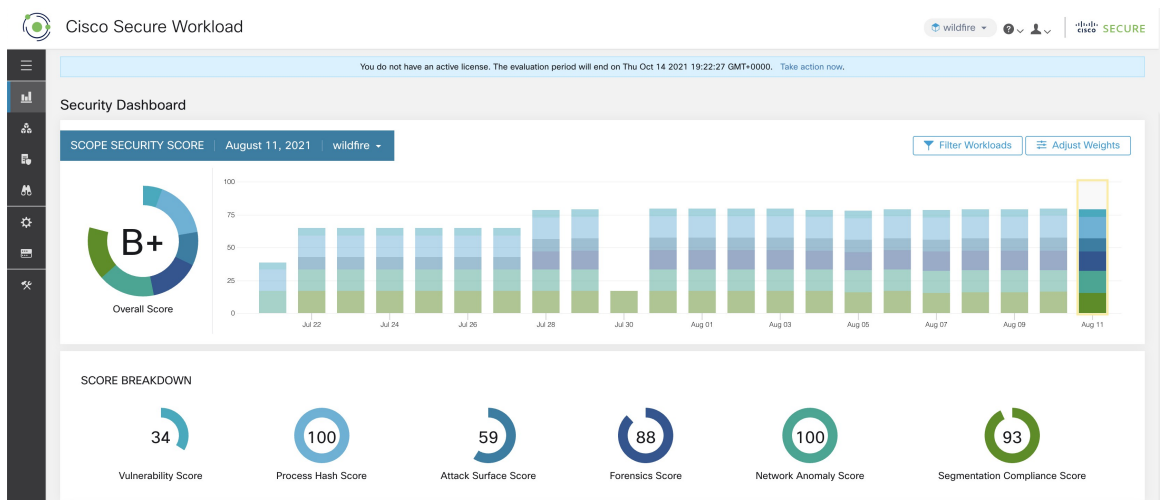 Cisco Secure Workload
wildfire
CISCO SECURE
You do not have an active license. The evaluation period will end on Thu Oct 14 2021 19:22:27 GMT+0000. Take action now.
Security Dashboard
SCOPE SECURITY SCORE August 11, 2021 wildfire
Filter Workloads
Adjust Weights
B+
Overall Score
100
75
50
25
0
Jul 22 Jul 24 Jul 26 Jul 28 Jul 30 Aug 01 Aug 03 Aug 05 Aug 07 Aug 09 Aug 11
SCORE BREAKDOWN
34 100 59 88 100 93
Vulnerability Score Process Hash Score Attack Surface Score Forensics Score Network Anomaly Score Segmentation Compliance Score